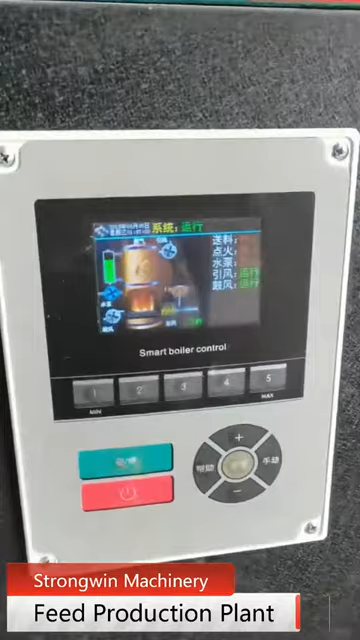 系统：运行
送料：
点火：
水泵：
引风：运行
鼓风：运行
Smart boiler control
1 2 3 4 5
MIN MAX
+
帮助 手动
−
Strongwin Machinery
Feed Production Plant